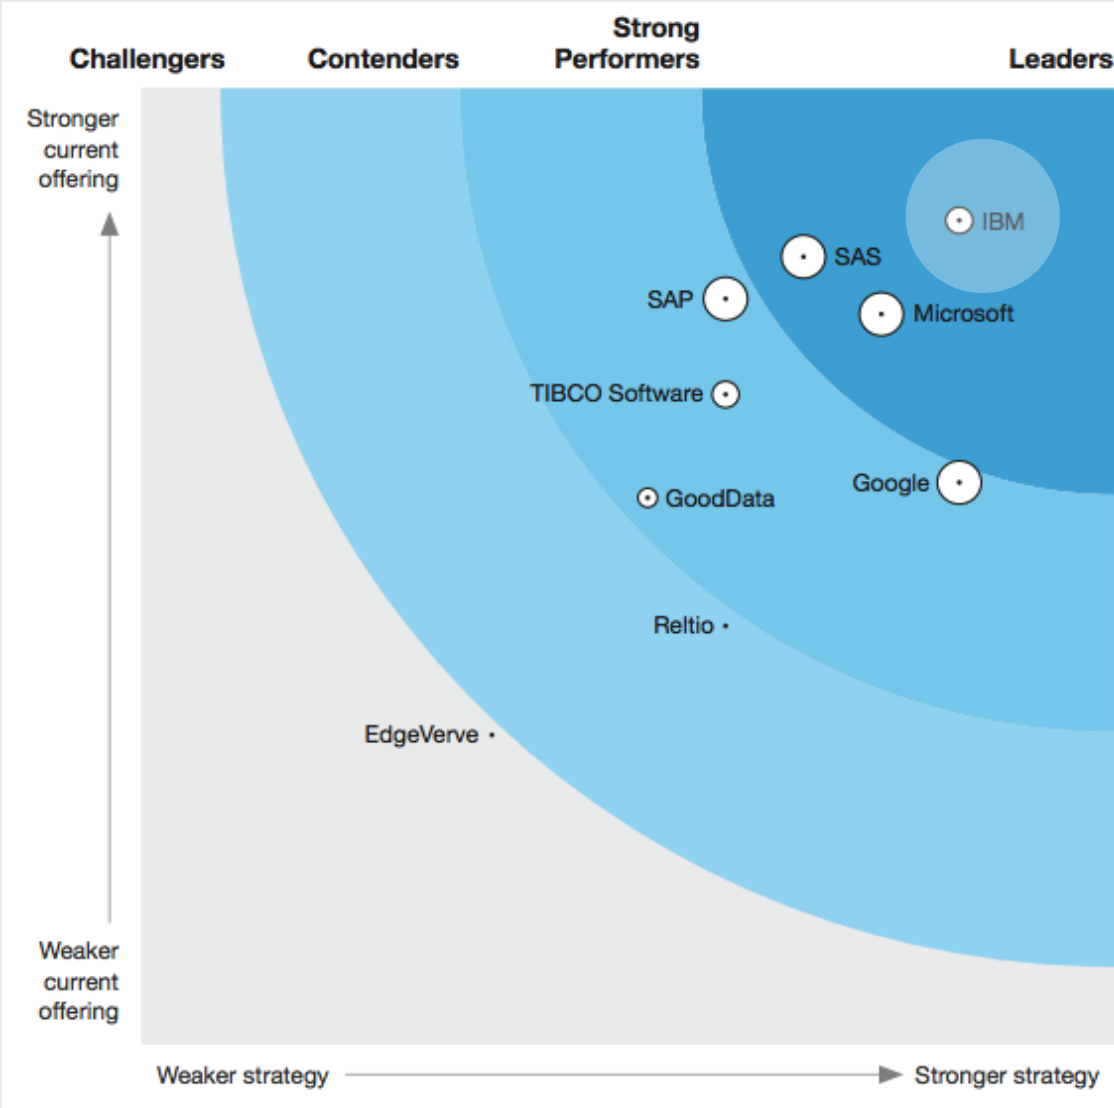 Strong
Challengers Contenders Performers Leaders
Stronger
current
offering
IBM
SAS
SAP
Microsoft
TIBCO Software
Google
GoodData
Reltio
EdgeVerve
Weaker
current
offering
Weaker strategy
Stronger strategy